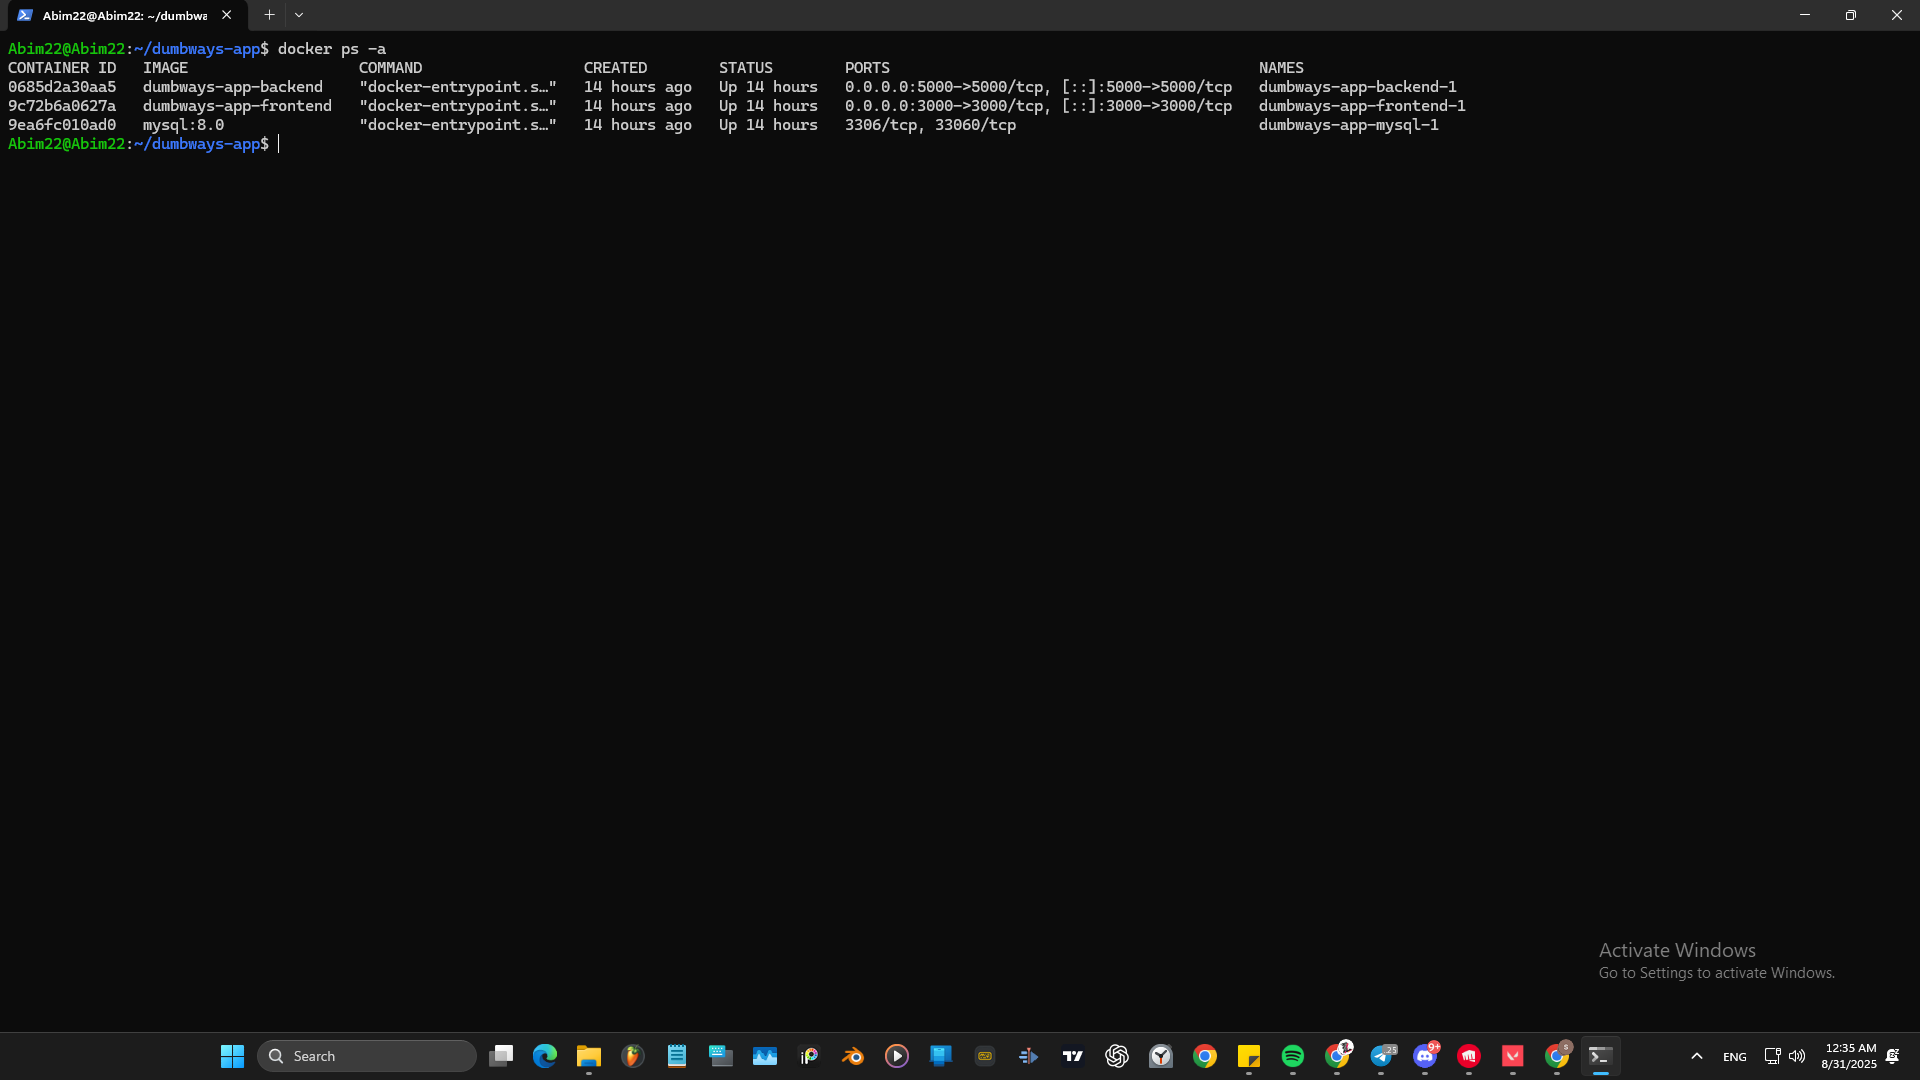 Abim22@Abim22: ~/dumbwa
Abim22@Abim22:~/dumbways-app$ docker ps -a
CONTAINER ID   IMAGE                   COMMAND                  CREATED        STATUS        PORTS                                         NAMES
0685d2a30aa5   dumbways-app-backend    "docker-entrypoint.s…"   14 hours ago   Up 14 hours   0.0.0.0:5000->5000/tcp, [::]:5000->5000/tcp   dumbways-app-backend-1
9c72b6a0627a   dumbways-app-frontend   "docker-entrypoint.s…"   14 hours ago   Up 14 hours   0.0.0.0:3000->3000/tcp, [::]:3000->3000/tcp   dumbways-app-frontend-1
9ea6fc010ad0   mysql:8.0               "docker-entrypoint.s…"   14 hours ago   Up 14 hours   3306/tcp, 33060/tcp                           dumbways-app-mysql-1
Abim22@Abim22:~/dumbways-app$
Activate Windows
Go to Settings to activate Windows.
Search
25
9+
ENG
12:35 AM
8/31/2025